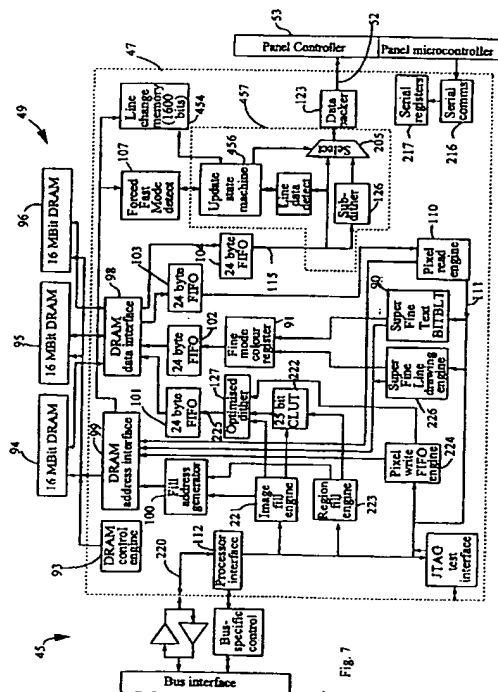 45
49
47
53
52
Bus interface
Bus-specific control
220
112
Processor interface
DRAM control engine
93
16 MBit DRAM
94
16 MBit DRAM
95
16 MBit DRAM
96
DRAM address interface
99
DRAM data interface
98
Fill address generator
100
24 byte FIFO
101
24 byte FIFO
102
24 byte FIFO
103
24 byte FIFO
104
115
Forced Fast Mode detect
107
Line change memory (1600 bits)
454
Update state machine
456
457
Line data detect
Sub-dither
126
Select
205
Data packer
123
Panel Controller
Panel microcontroller
Serial registers
217
Serial comms
216
Image fill engine
221
Optimised dither
127
225
25 bit CLUT
222
Fine mode colour register
91
Region fill engine
223
Pixel write FIFO engine
224
Super Fine Line drawing engine
226
Super Fine Text BITBLT
90
Pixel read engine
110
111
JTAG test interface
Fig. 7